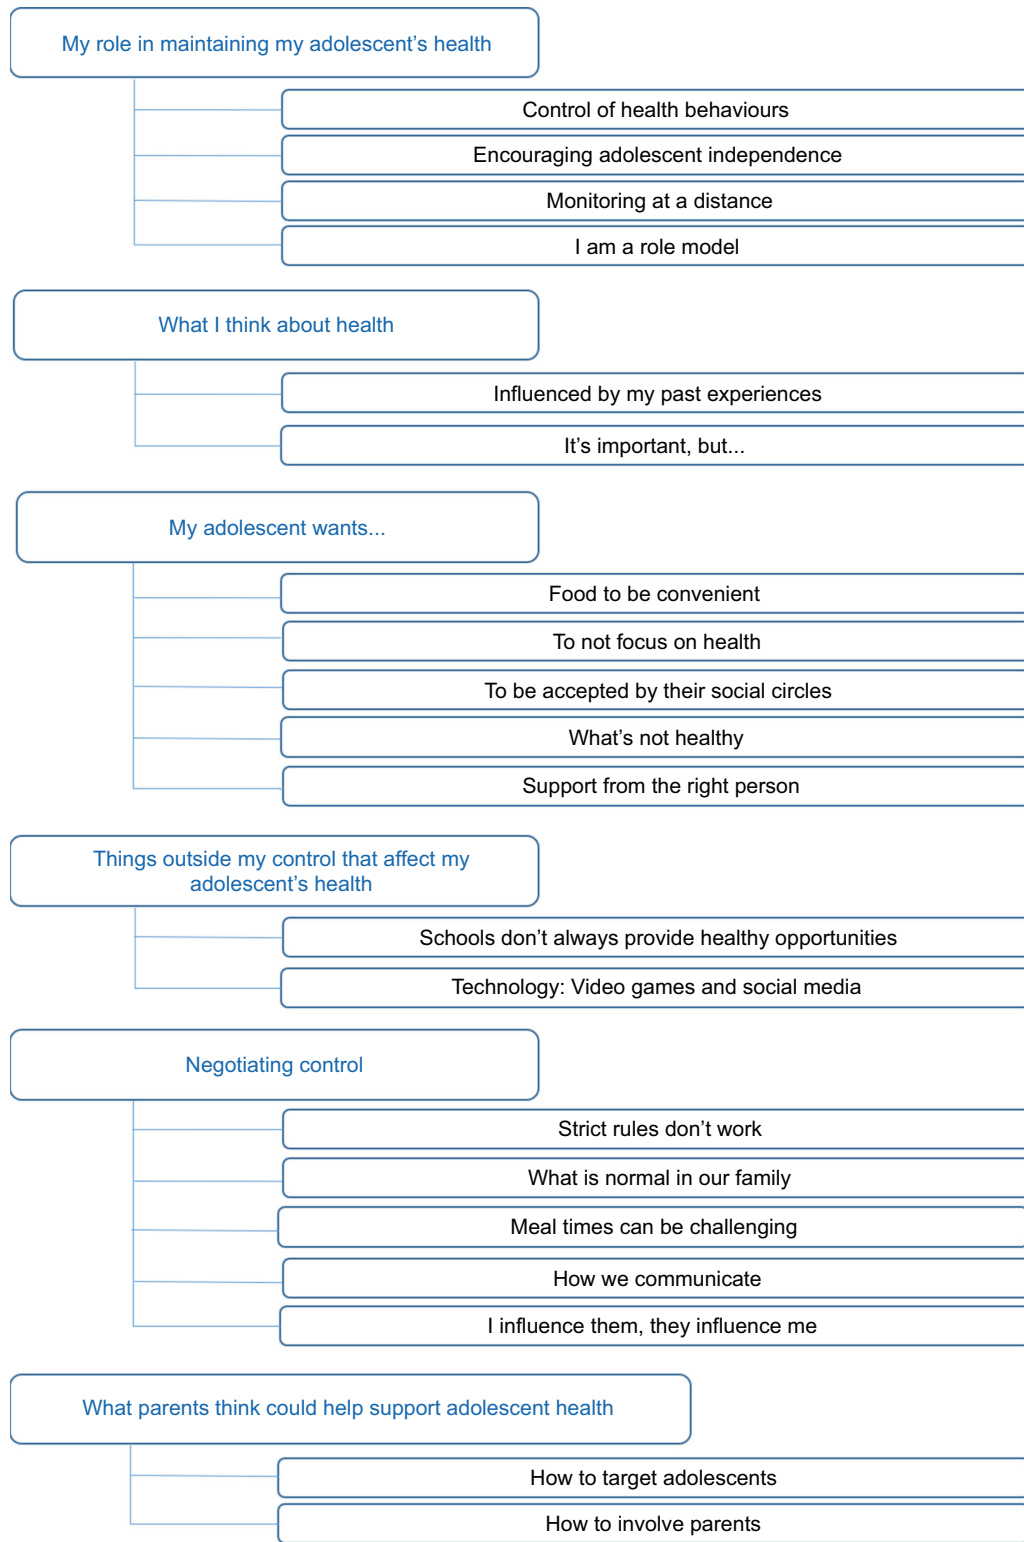 My role in maintaining my adolescent’s health
Control of health behaviours
Encouraging adolescent independence
Monitoring at a distance
I am a role model
What I think about health
Influenced by my past experiences
It’s important, but...
My adolescent wants...
Food to be convenient
To not focus on health
To be accepted by their social circles
What’s not healthy
Support from the right person
Things outside my control that affect my
adolescent’s health
Schools don’t always provide healthy opportunities
Technology: Video games and social media
Negotiating control
Strict rules don’t work
What is normal in our family
Meal times can be challenging
How we communicate
I influence them, they influence me
What parents think could help support adolescent health
How to target adolescents
How to involve parents